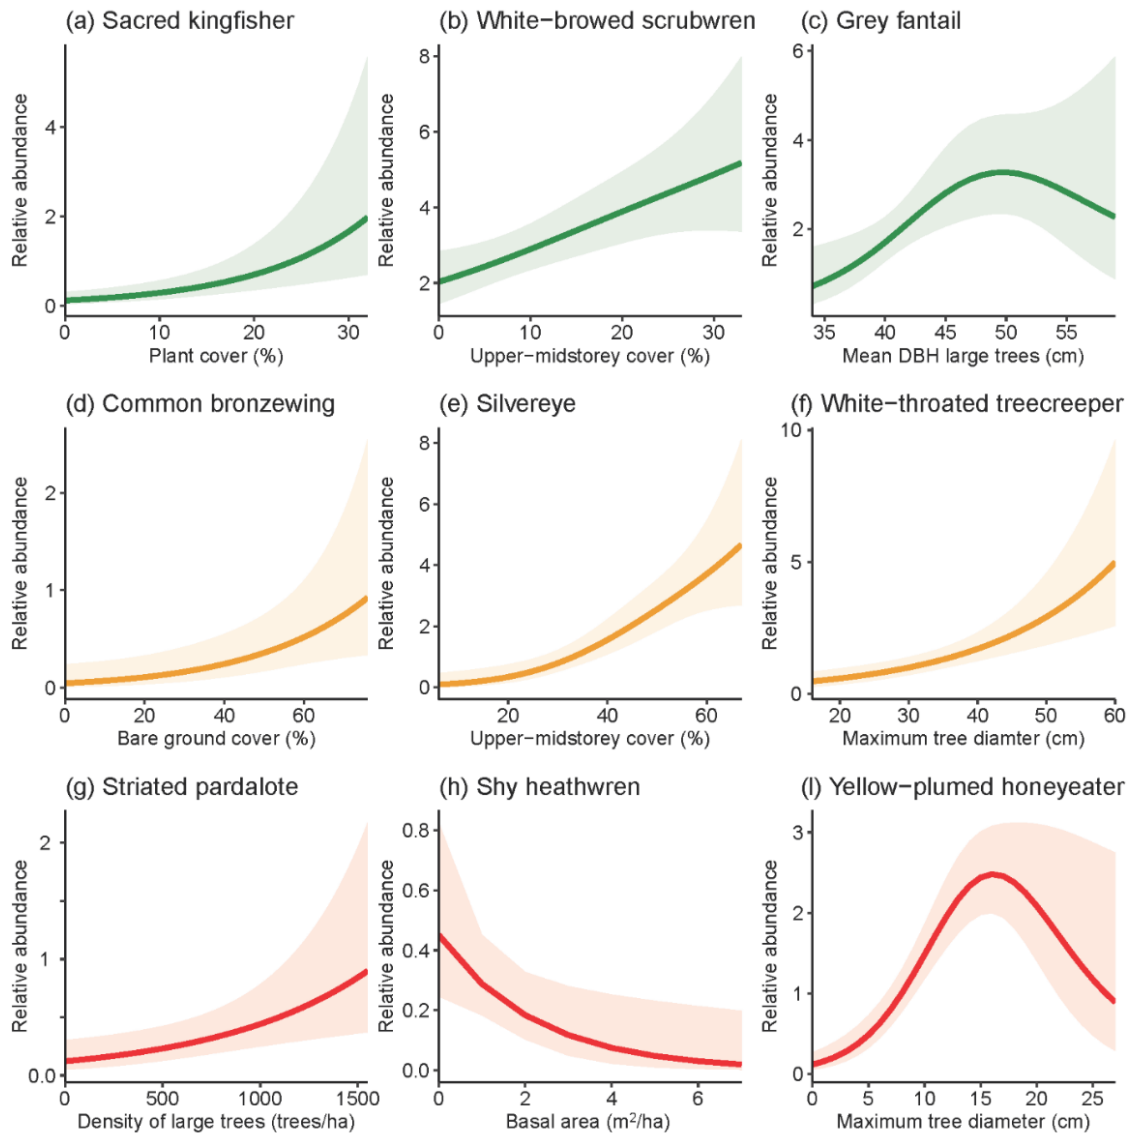 (a) Sacred kingfisher
Relative abundance
4
2
0
0 10 20 30
Plant cover (%)
(b) White−browed scrubwren
Relative abundance
8
6
4
2
0 10 20 30
Upper−midstorey cover (%)
(c) Grey fantail
Relative abundance
6
4
2
35 40 45 50 55
Mean DBH large trees (cm)
(d) Common bronzewing
Relative abundance
2
1
0
0 20 40 60
Bare ground cover (%)
(e) Silvereye
Relative abundance
8
6
4
2
0
20 40 60
Upper−midstorey cover (%)
(f) White−throated treecreeper
Relative abundance
10
5
0
20 30 40 50 60
Maximum tree diamter (cm)
(g) Striated pardalote
Relative abundance
2
1
0.0
0 500 1000 1500
Density of large trees (trees/ha)
(h) Shy heathwren
Relative abundance
0.8
0.6
0.4
0.2
0.0
0 2 4 6
Basal area (m²/ha)
(l) Yellow−plumed honeyeater
Relative abundance
3
2
1
0
0 5 10 15 20 25
Maximum tree diameter (cm)